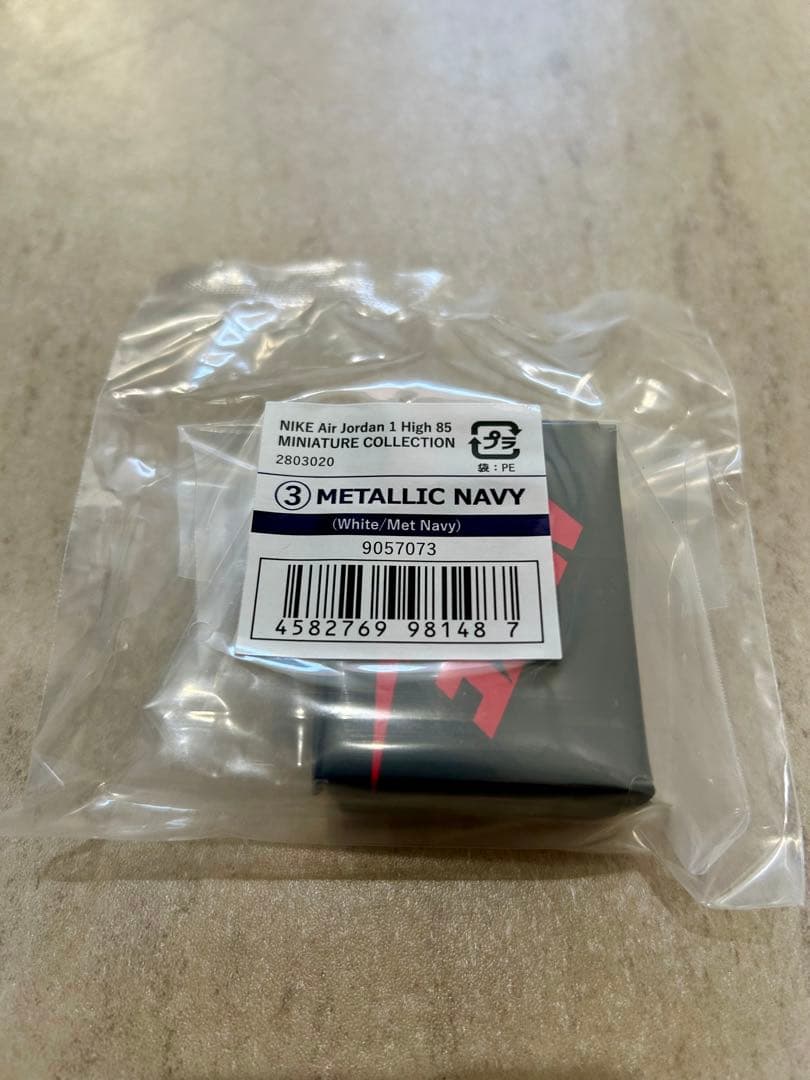 NIKE Air Jordan 1 High 85
MINIATURE COLLECTION
2803020
プラ
袋：PE
③ METALLIC NAVY
(White/Met Navy)
9057073
4582769 98148 7